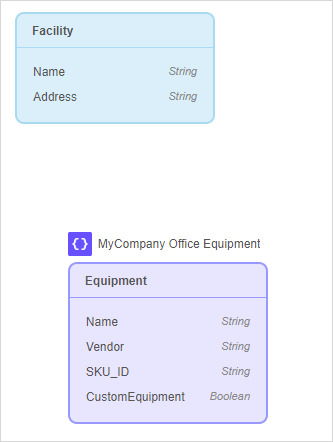 Facility
Name String
Address String
{} MyCompany Office Equipment
Equipment
Name String
Vendor String
SKU_ID String
CustomEquipment Boolean